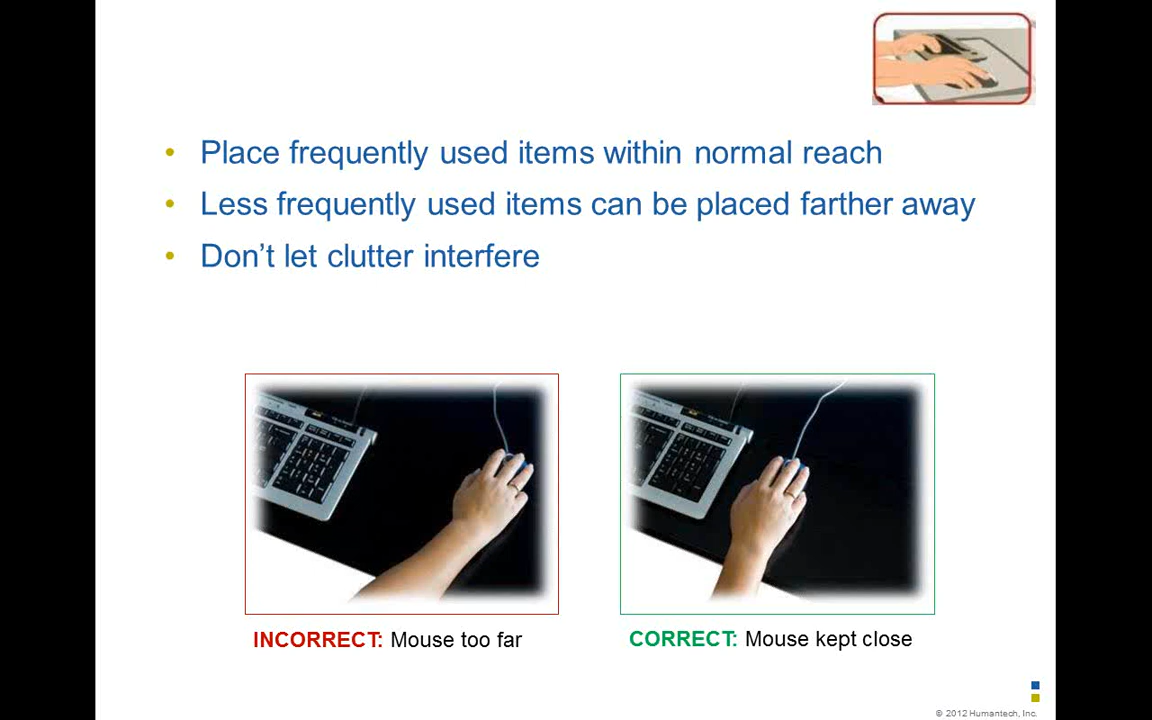 • Place frequently used items within normal reach
• Less frequently used items can be placed farther away
• Don’t let clutter interfere
INCORRECT: Mouse too far
CORRECT: Mouse kept close
© 2012 Humantech, Inc.